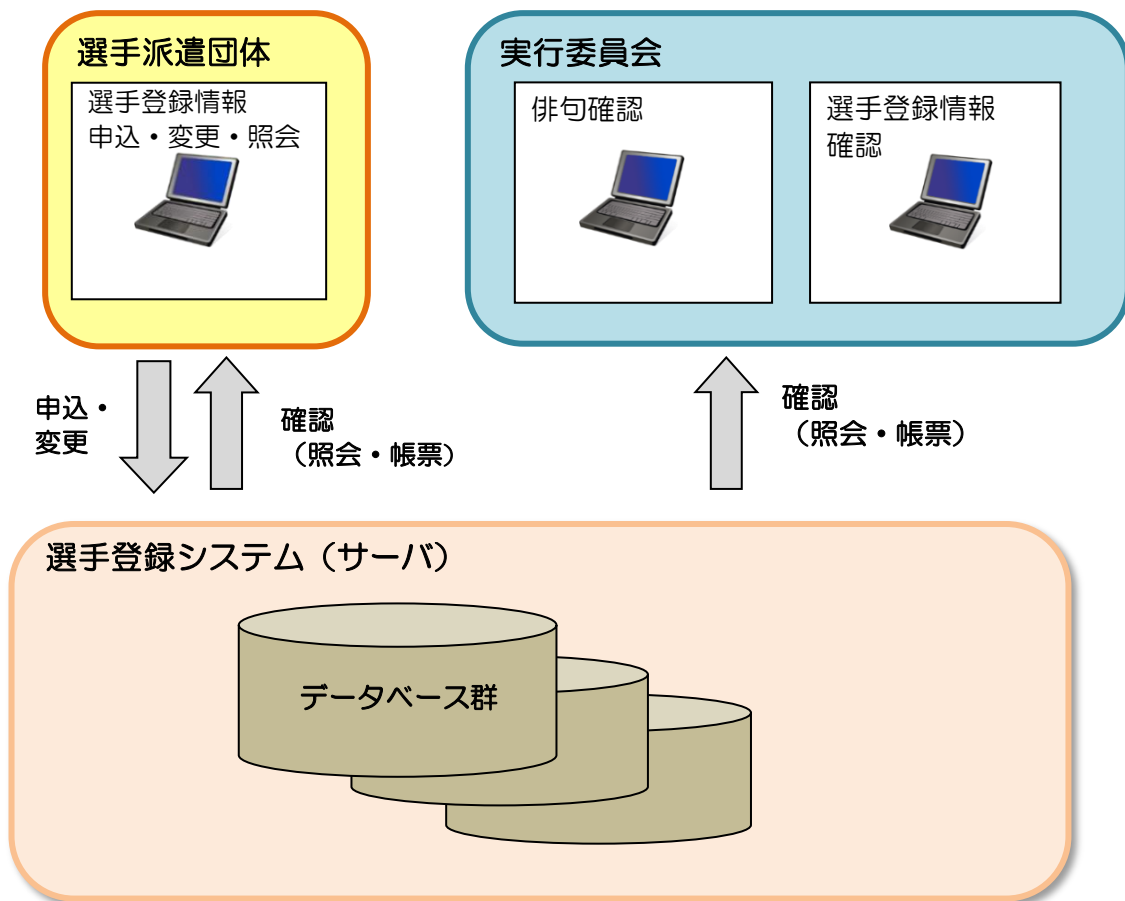 選手派遣団体
選手登録情報
申込・変更・照会
実行委員会
俳句確認
選手登録情報
確認
申込・
変更
確認
（照会・帳票）
確認
（照会・帳票）
選手登録システム（サーバ）
データベース群